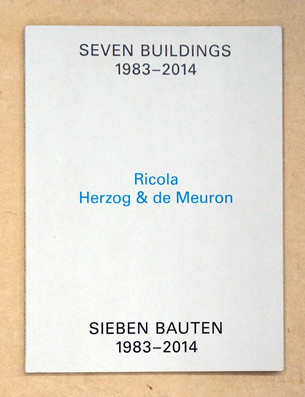 SEVEN BUILDINGS
1983–2014
Ricola
Herzog & de Meuron
SIEBEN BAUTEN
1983–2014